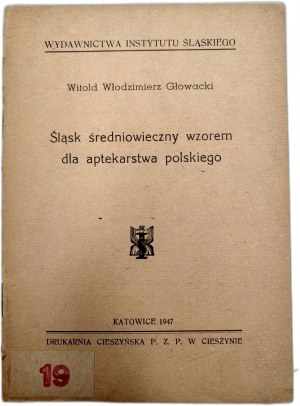 WYDAWNICTWA INSTYTUTU ŚLĄSKIEGO
Witold Włodzimierz Głowacki
Śląsk średniowieczny wzorem
dla aptekarstwa polskiego
KATOWICE 1947
DRUKARNIA CIESZYŃSKA P. Z. P. W CIESZYNIE
19